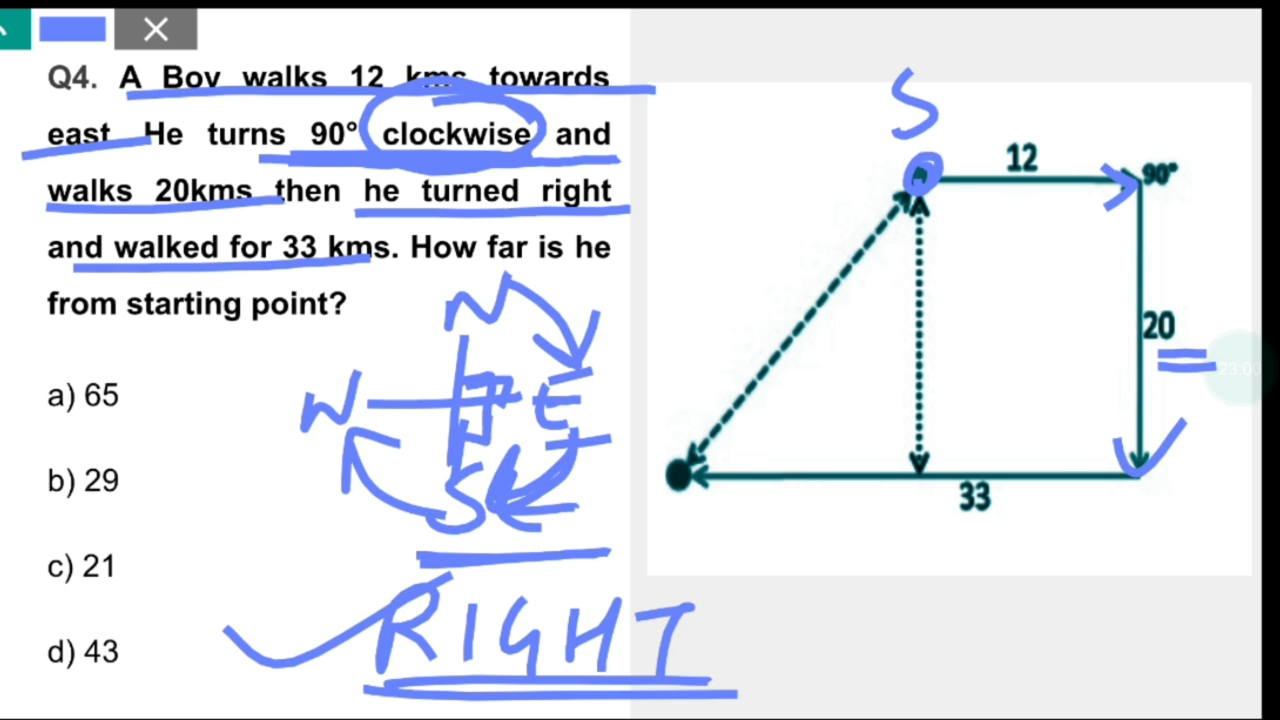 Q4. A Boy walks 12 kms towards
east He turns 90° clockwise and
walks 20kms then he turned right
and walked for 33 kms. How far is he
from starting point?
a) 65
b) 29
c) 21
d) 43
N
W E
S
RIGHT
S
12
90°
20
33
23:00